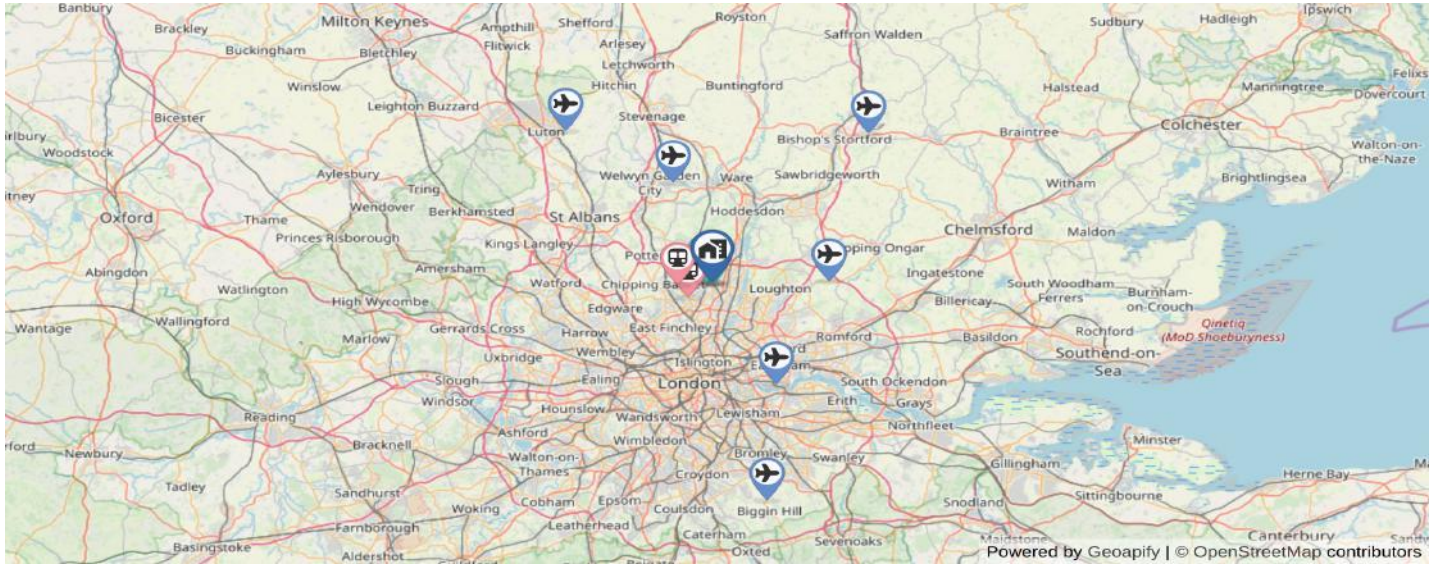 Banbury
Brackley
Milton Keynes
Ampthill
Shefford
Royston
Saffron Walden
Sudbury
Hadleigh
Ipswich
Buckingham
Bletchley
Flitwick
Arlesey
Letchworth
Hitchin
Buntingford
Halstead
Manningtree
Felixs
Dovercourt
Winslow
Leighton Buzzard
Bicester
Luton
Stevenage
Bishop's Stortford
Braintree
Colchester
Walton-on-
the-Naze
Woodstock
Aylesbury
Tring
Welwyn Garden
City
Ware
Sawbridgeworth
Witham
Brightlingsea
Oxford
Thame
Wendover
Berkhamsted
St Albans
Hoddesdon
Chelmsford
Maldon
Princes Risborough
Kings Langley
Abingdon
Watlington
Amersham
Watford
Loughton
Ingatestone
South Woodham
Ferrers
Burnham-
on-Crouch
High Wycombe
Edgware
Billericay
Wallingford
Wantage
Marlow
Gerrards Cross
Harrow
East Finchley
Romford
Basildon
Rochford
Qinetiq
(MoD Shoeburyness)
Uxbridge
Wembley
Islington
Southend-on-
Sea
Slough
Ealing
London
South Ockendon
Windsor
Hounslow
Wandsworth
Lewisham
Erith
Grays
Reading
Bracknell
Ashford
Wimbledon
Northfleet
Minster
Newbury
Walton-on-
Thames
Bromley
Swanley
Gillingham
Herne Bay
Tadley
Sandhurst
Woking
Cobham
Epsom
Croydon
Coulsdon
Biggin Hill
Snodland
Sittingbourne
Farnborough
Leatherhead
Caterham
Sevenoaks
Maidstone
Canterbury
Basingstoke
Aldershot
Oxted
Powered by Geoapify | © OpenStreetMap contributors